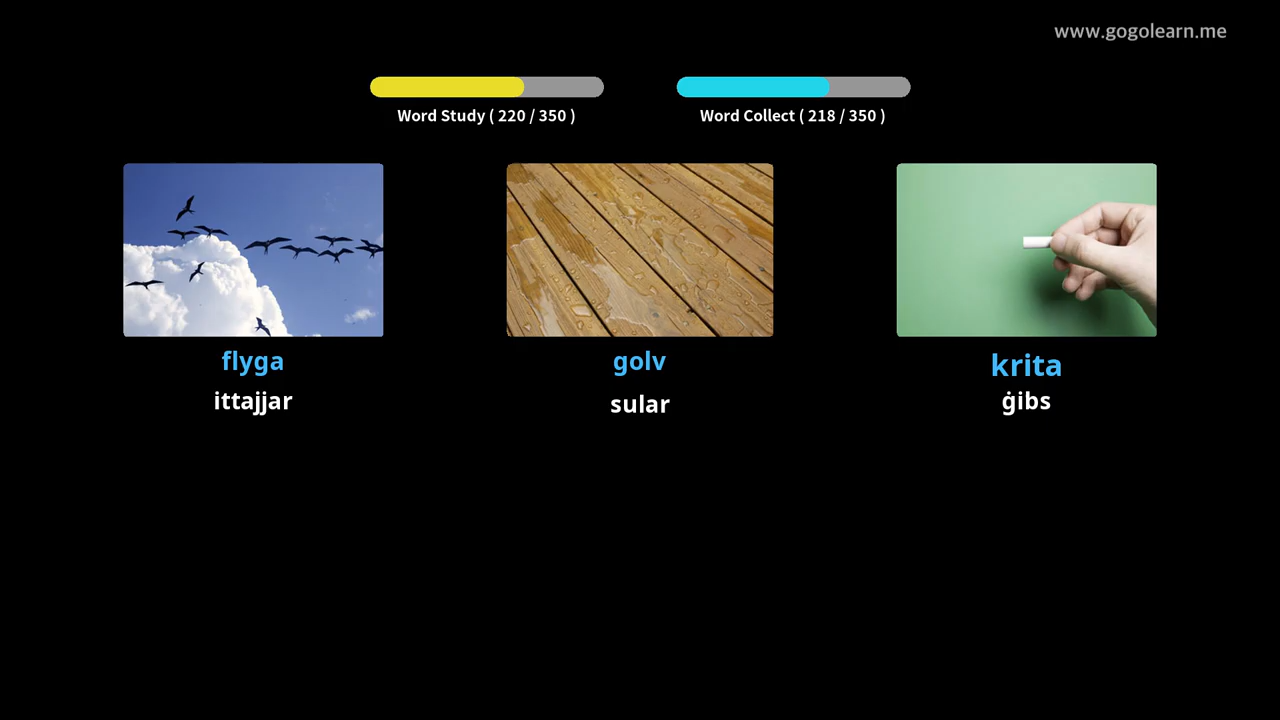 www.gogolearn.me
Word Study ( 220 / 350 )
Word Collect ( 218 / 350 )
flyga
ittajjar
golv
sular
krita
ġibs